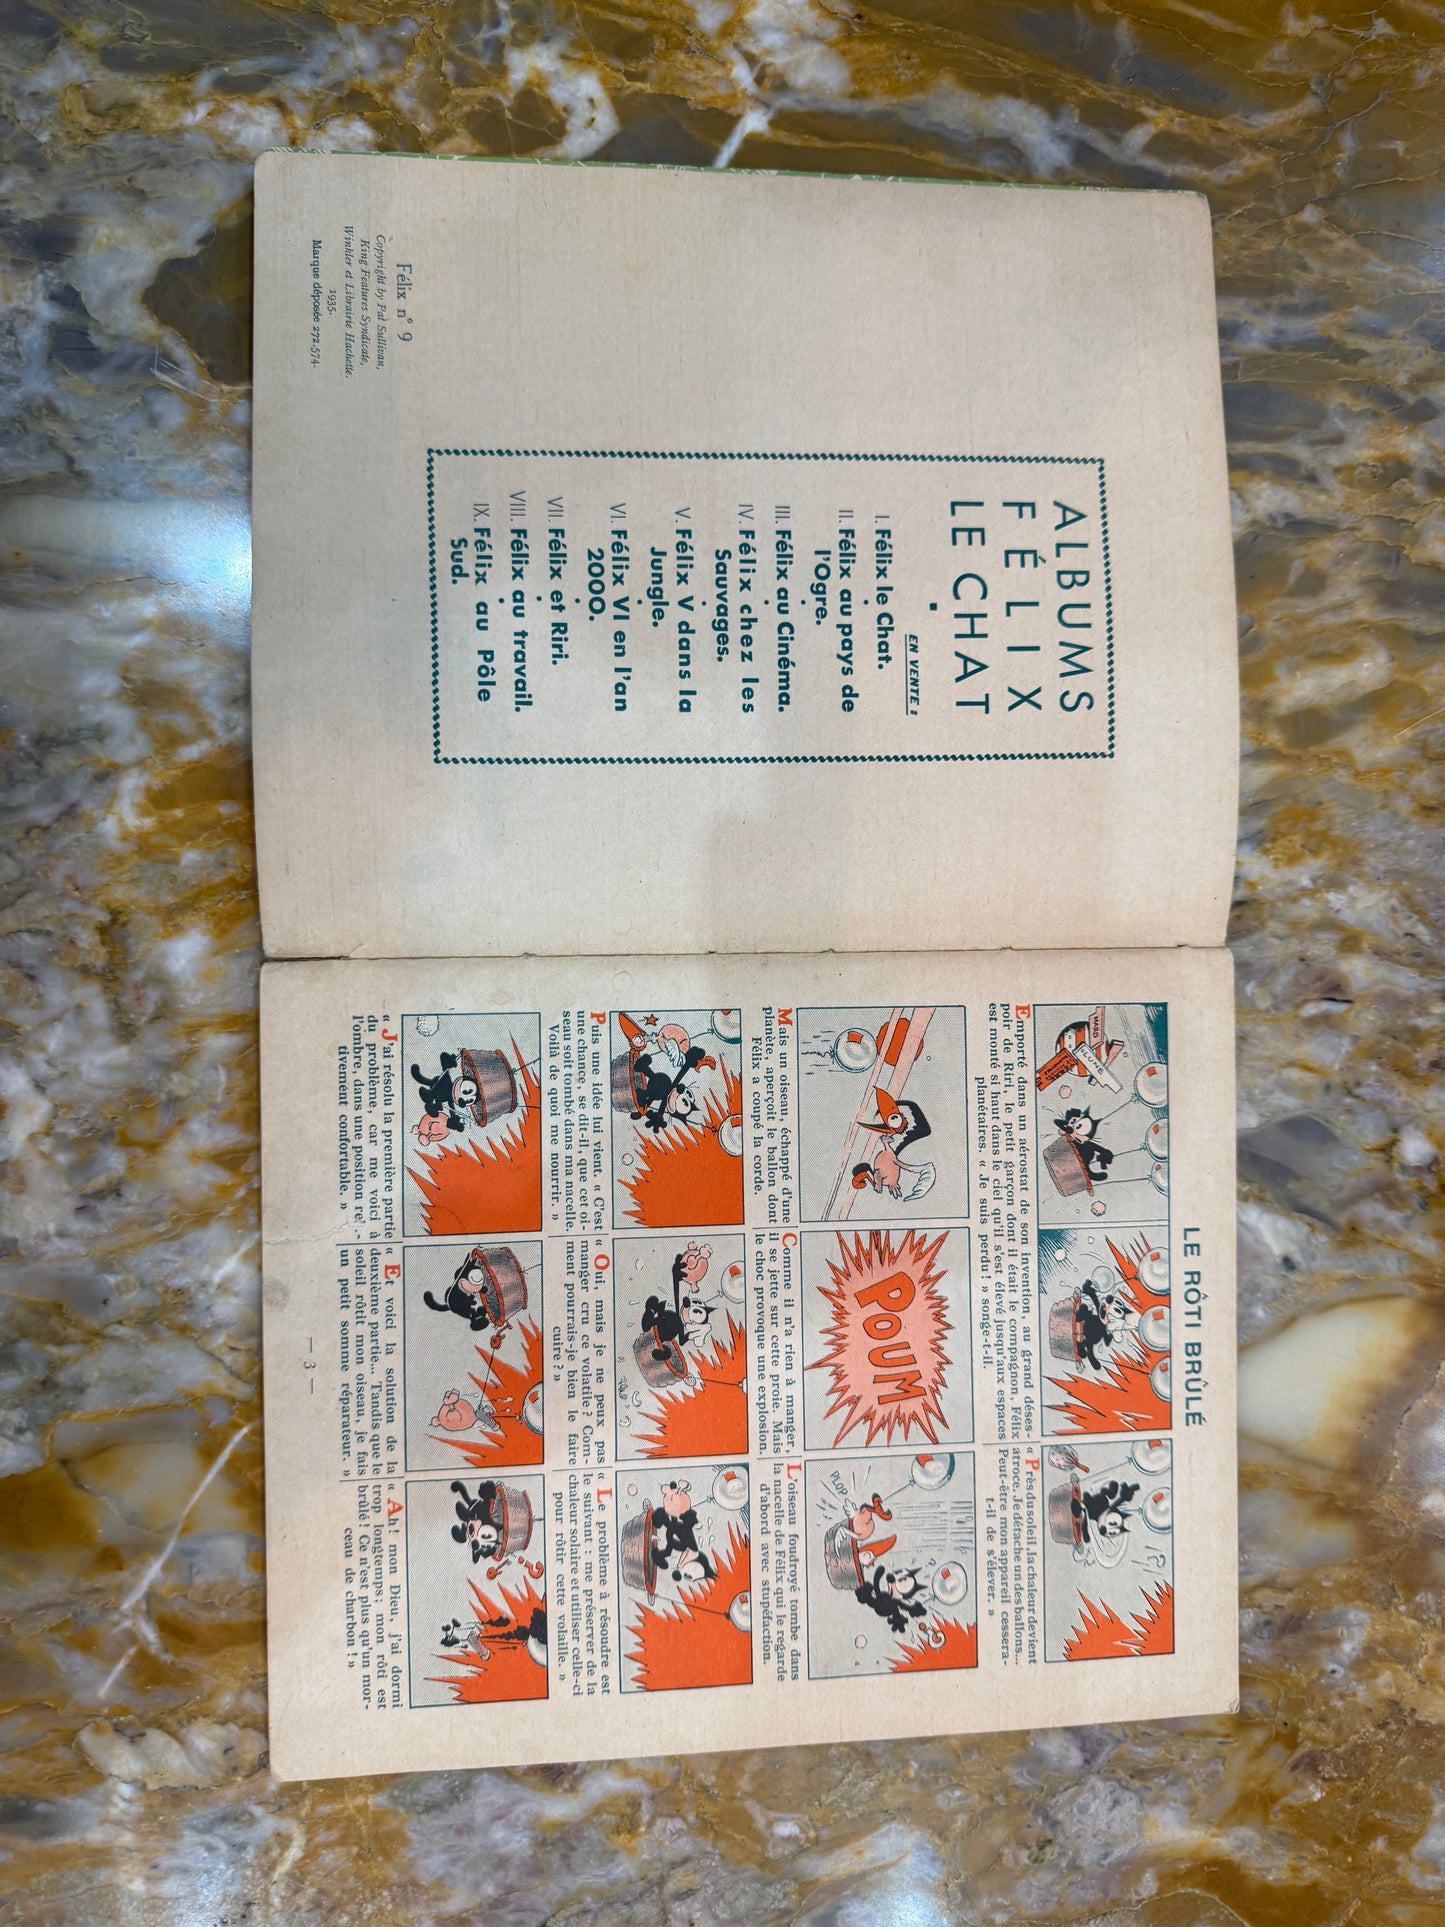 ALBUMS
FÉLIX
LE CHAT
EN VENTE :
I. Félix le Chat.
II. Félix au pays de
l'Ogre.
III. Félix au Cinéma.
IV. Félix chez les
Sauvages.
V. Félix V dans la
Jungle.
VI. Félix VI en l'an
2000.
VII. Félix et Riri.
VIII. Félix au travail.
IX. Félix au Pôle
Sud.
Félix n° 9
Copyright by Pat Sullivan,
King Features Syndicate,
Winkler et Librairie Hachette.
1935.
Marque déposée 272.574.
LE RÔTI BRÛLÉ
MARS
Emporté dans un aérostat de son invention, au grand déses-
poir de Riri, le petit garçon dont il était le compagnon, Félix
est monté si haut dans le ciel qu'il s'est élevé jusqu'aux espaces
planétaires. « Je suis perdu ! » songe-t-il.
« Près du soleil, la chaleur devient
atroce. Je détache un des ballons...
Peut-être mon appareil cessera-
t-il de s'élever. »
POUM
PLOP
Mais un oiseau, échappé d'une
planète, aperçoit le ballon dont
Félix a coupé la corde.
Comme il n'a rien à manger,
il se jette sur cette proie. Mais
le choc provoque une explosion.
L'oiseau foudroyé tombe dans
la nacelle de Félix qui le regarde
d'abord avec stupéfaction.
Puis une idée lui vient. « C'est
une chance, se dit-il, que cet oi-
seau soit tombé dans ma nacelle.
Voilà de quoi me nourrir. »
« Oui, mais je ne peux pas
manger cru ce volatile ? Com-
ment pourrais-je bien le faire
cuire ? »
« Le problème à résoudre est
le suivant : me préserver de la
chaleur solaire et utiliser celle-ci
pour rôtir cette volaille. »
« J'ai résolu la première partie
du problème, car me voici à
l'ombre, dans une position re
tivement confortable. »
« Et voici la solution de la
deuxième partie... Tandis que le
soleil rôtit mon oiseau, je fais
un petit somme réparateur. »
« Ah ! mon Dieu, j'ai dormi
trop longtemps ; mon rôti est
brûlé ! Ce n'est plus qu'un mor-
ceau de charbon ! »
— 3 —